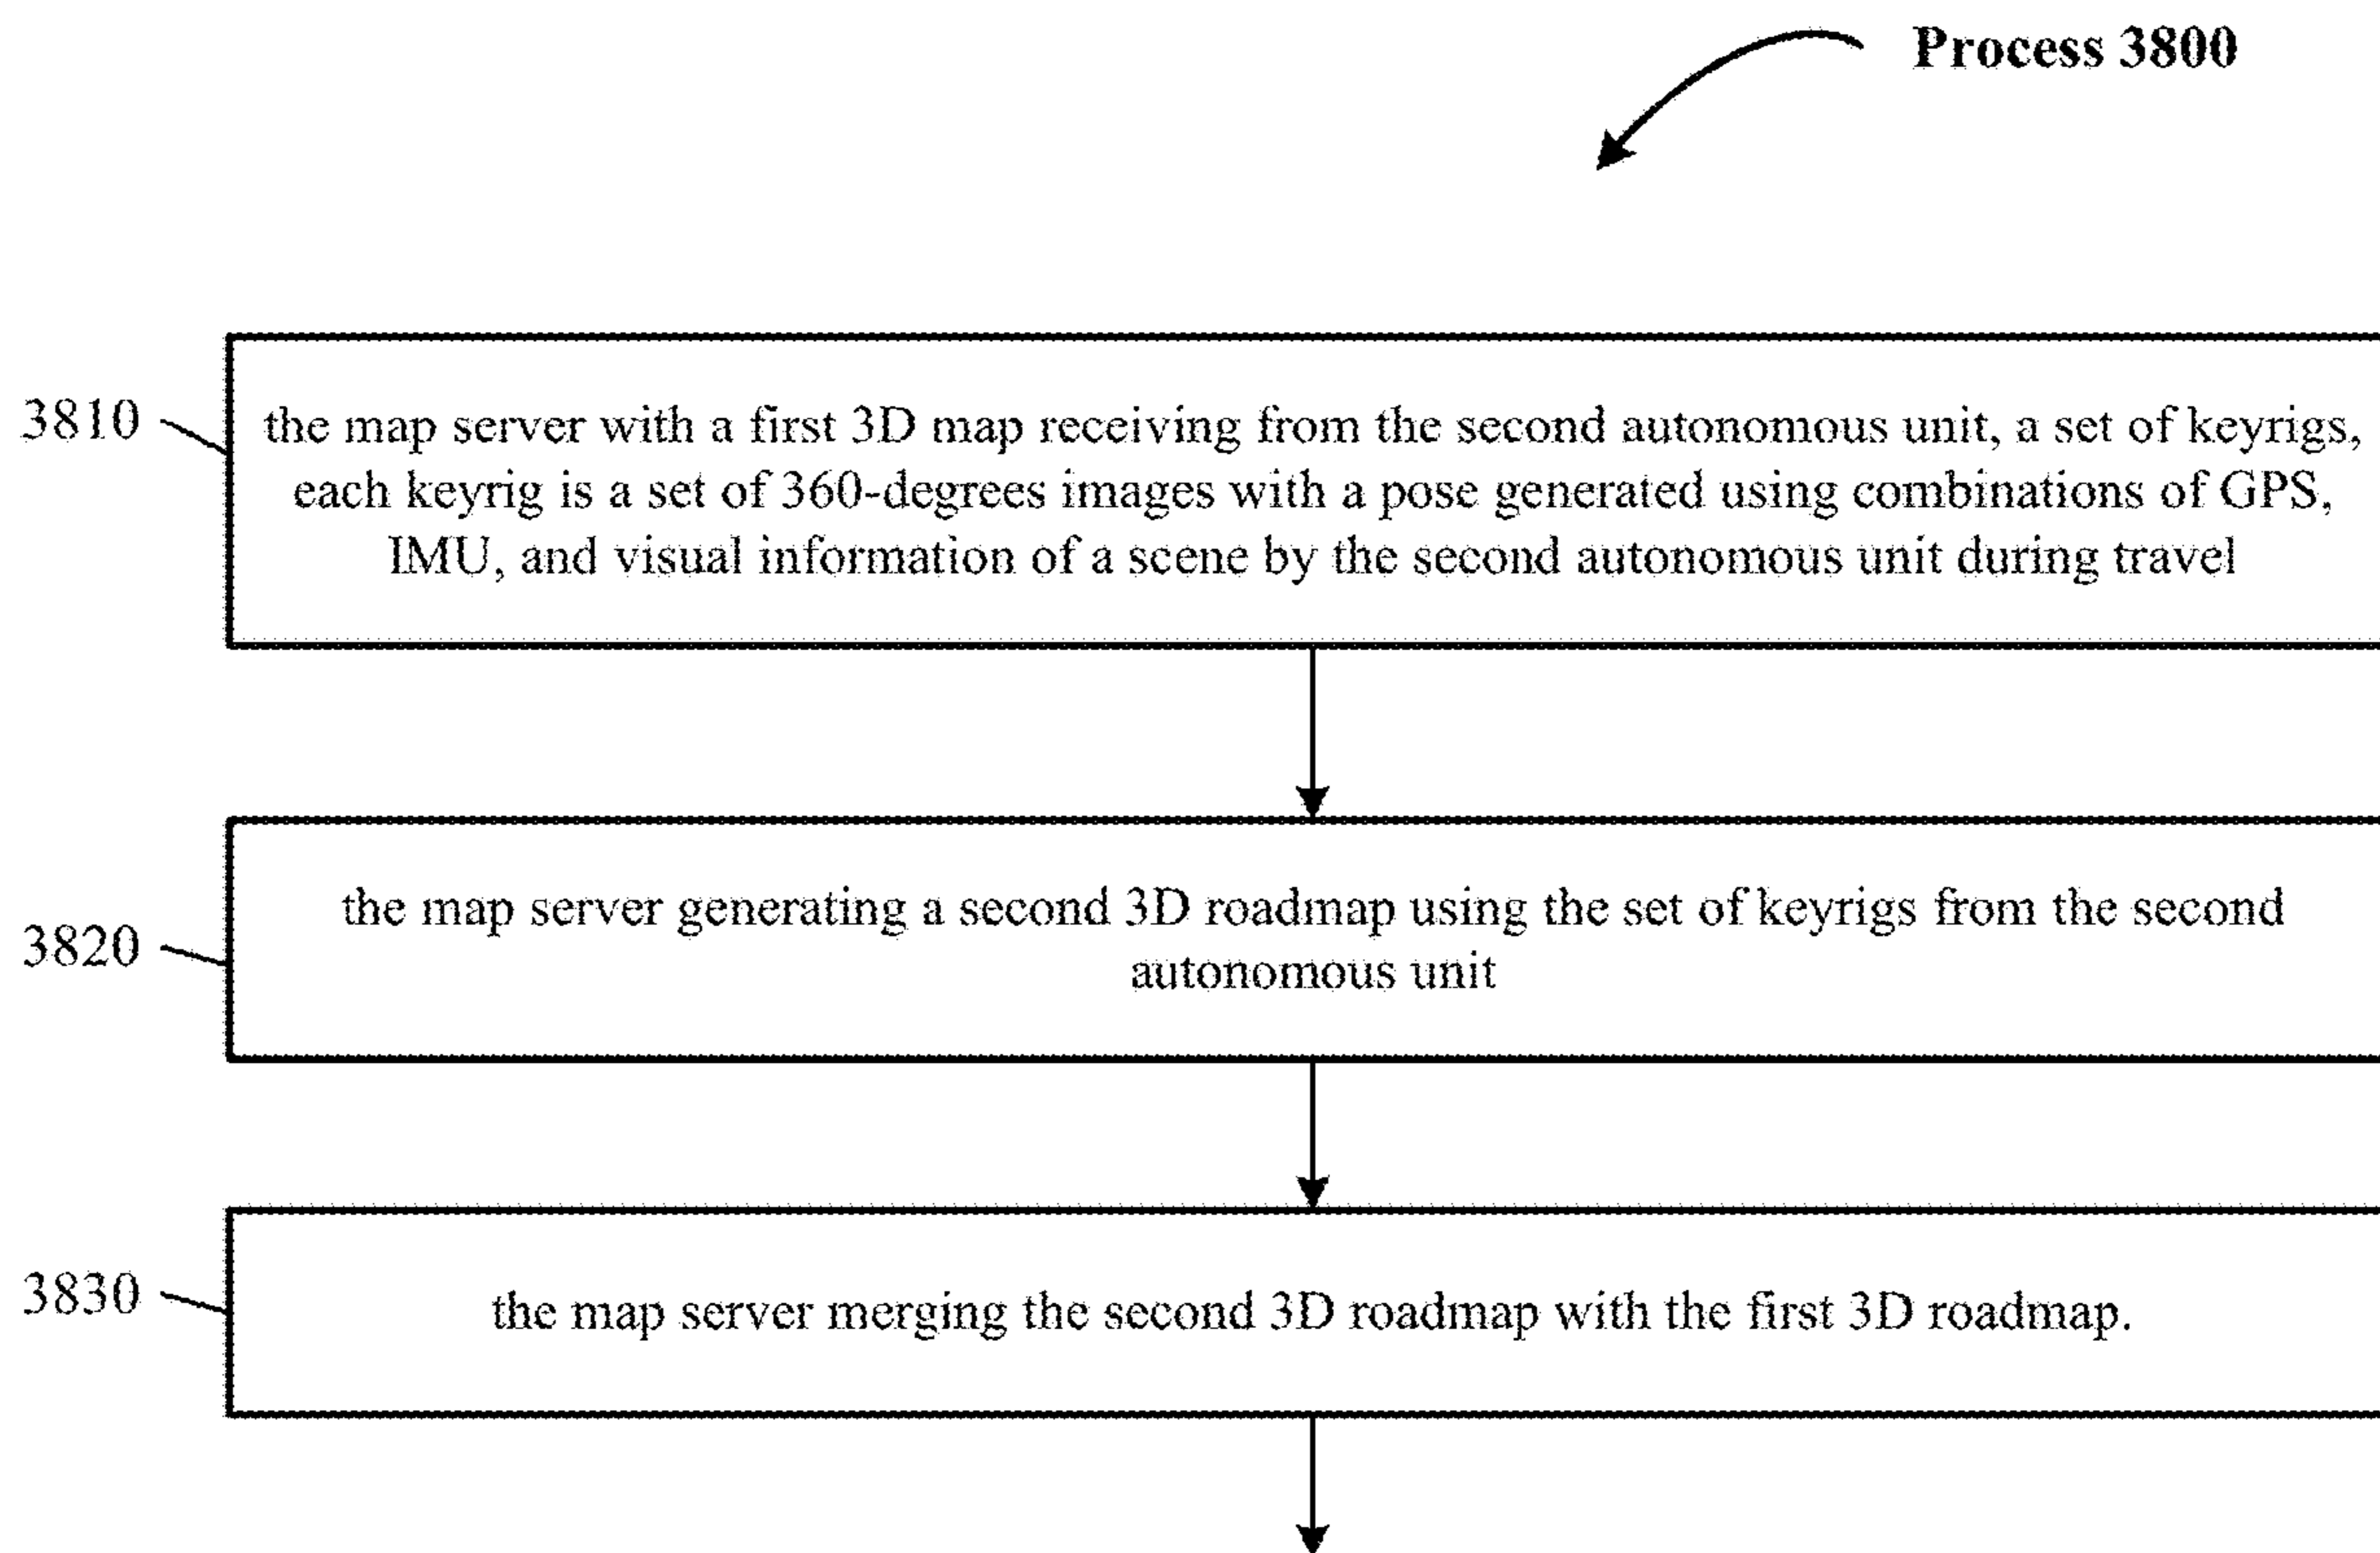 Process 3800
3810
the map server with a first 3D map receiving from the second autonomous unit, a set of keyrigs,
each keyrig is a set of 360-degrees images with a pose generated using combinations of GPS,
IMU, and visual information of a scene by the second autonomous unit during travel
3820
the map server generating a second 3D roadmap using the set of keyrigs from the second
autonomous unit
3830
the map server merging the second 3D roadmap with the first 3D roadmap.